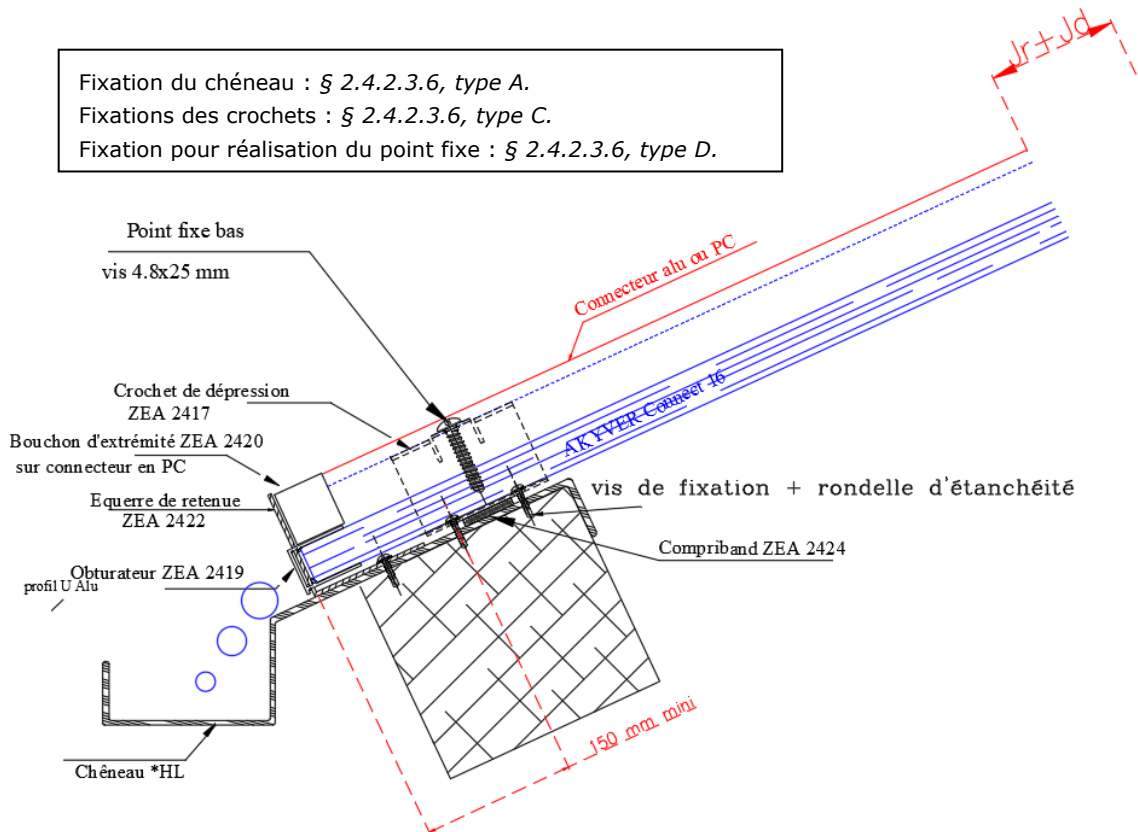 Jr+Jd
Fixation du chéneau : § 2.4.2.3.6, type A.
Fixations des crochets : § 2.4.2.3.6, type C.
Fixation pour réalisation du point fixe : § 2.4.2.3.6, type D.
Point fixe bas
vis 4.8x25 mm
Connecteur alu ou PC
Crochet de dépression
ZEA 2417
AKYVER Connect 16
Bouchon d'extrémité ZEA 2420
sur connecteur en PC
Equerre de retenue
ZEA 2422
vis de fixation + rondelle d'étanchéité
Compriband ZEA 2424
Obturateur ZEA 2419
profil U Alu
150 mm mini
Chêneau *HL